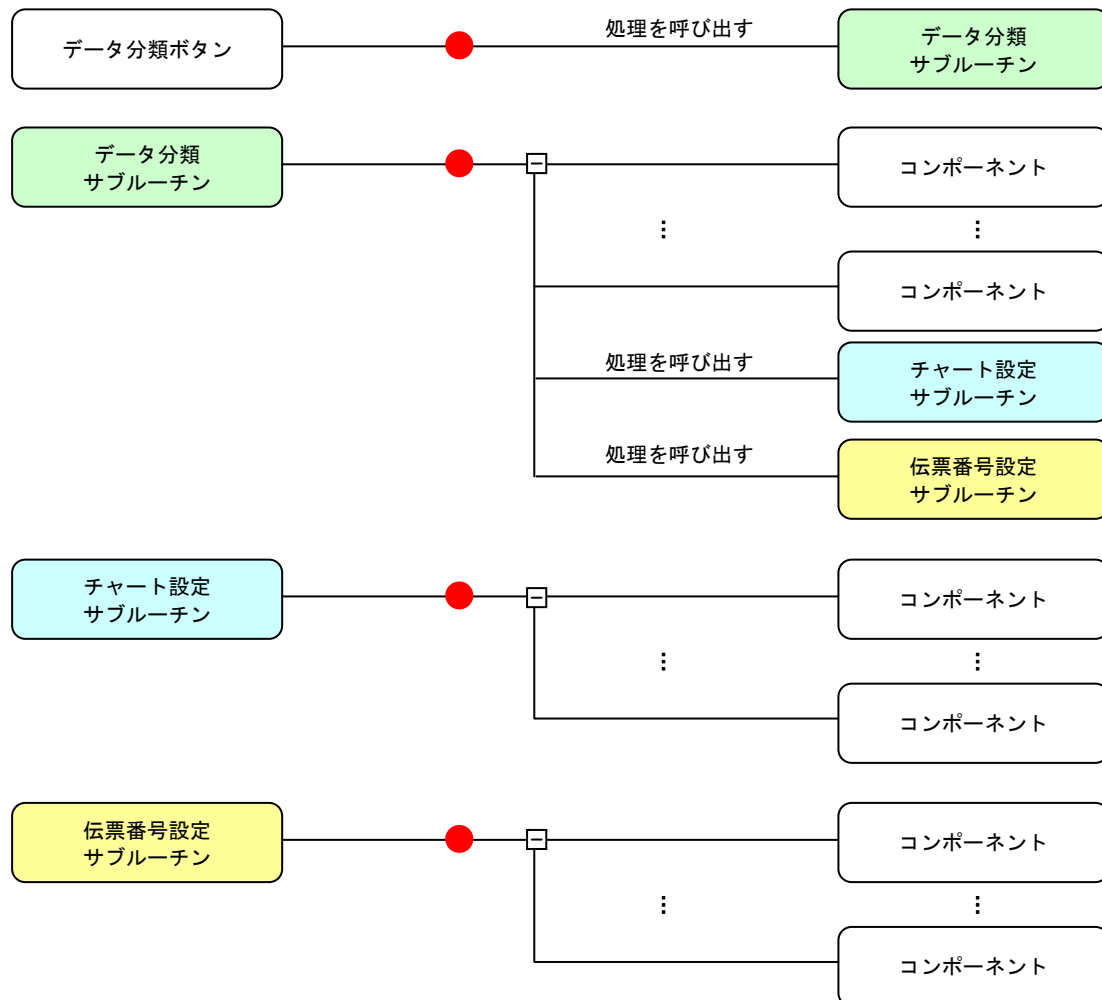 データ分類ボタン
処理を呼び出す
データ分類
サブルーチン
データ分類
サブルーチン
コンポーネント
⋮
⋮
コンポーネント
処理を呼び出す
チャート設定
サブルーチン
処理を呼び出す
伝票番号設定
サブルーチン
チャート設定
サブルーチン
コンポーネント
⋮
⋮
コンポーネント
伝票番号設定
サブルーチン
コンポーネント
⋮
⋮
コンポーネント